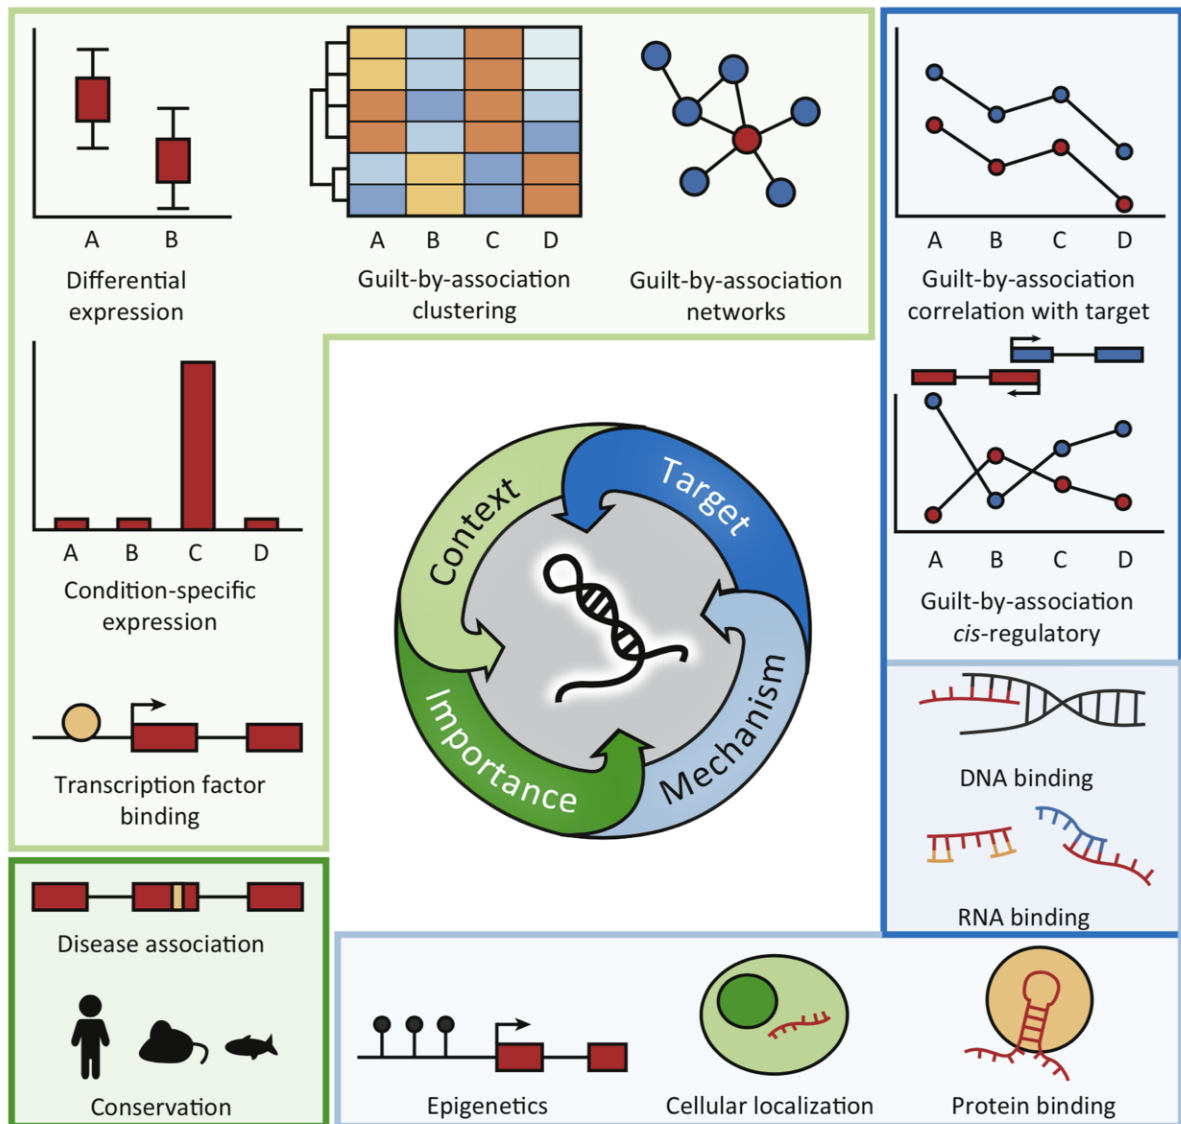 A B
Differential
expression
A B C D
Guilt-by-association
clustering
Guilt-by-association
networks
A B C D
Guilt-by-association
correlation with target
A B C D
Condition-specific
expression
A B C D
Guilt-by-association
cis-regulatory
Transcription factor
binding
Context
Target
Importance
Mechanism
DNA binding
RNA binding
Disease association
Conservation
Epigenetics
Cellular localization
Protein binding